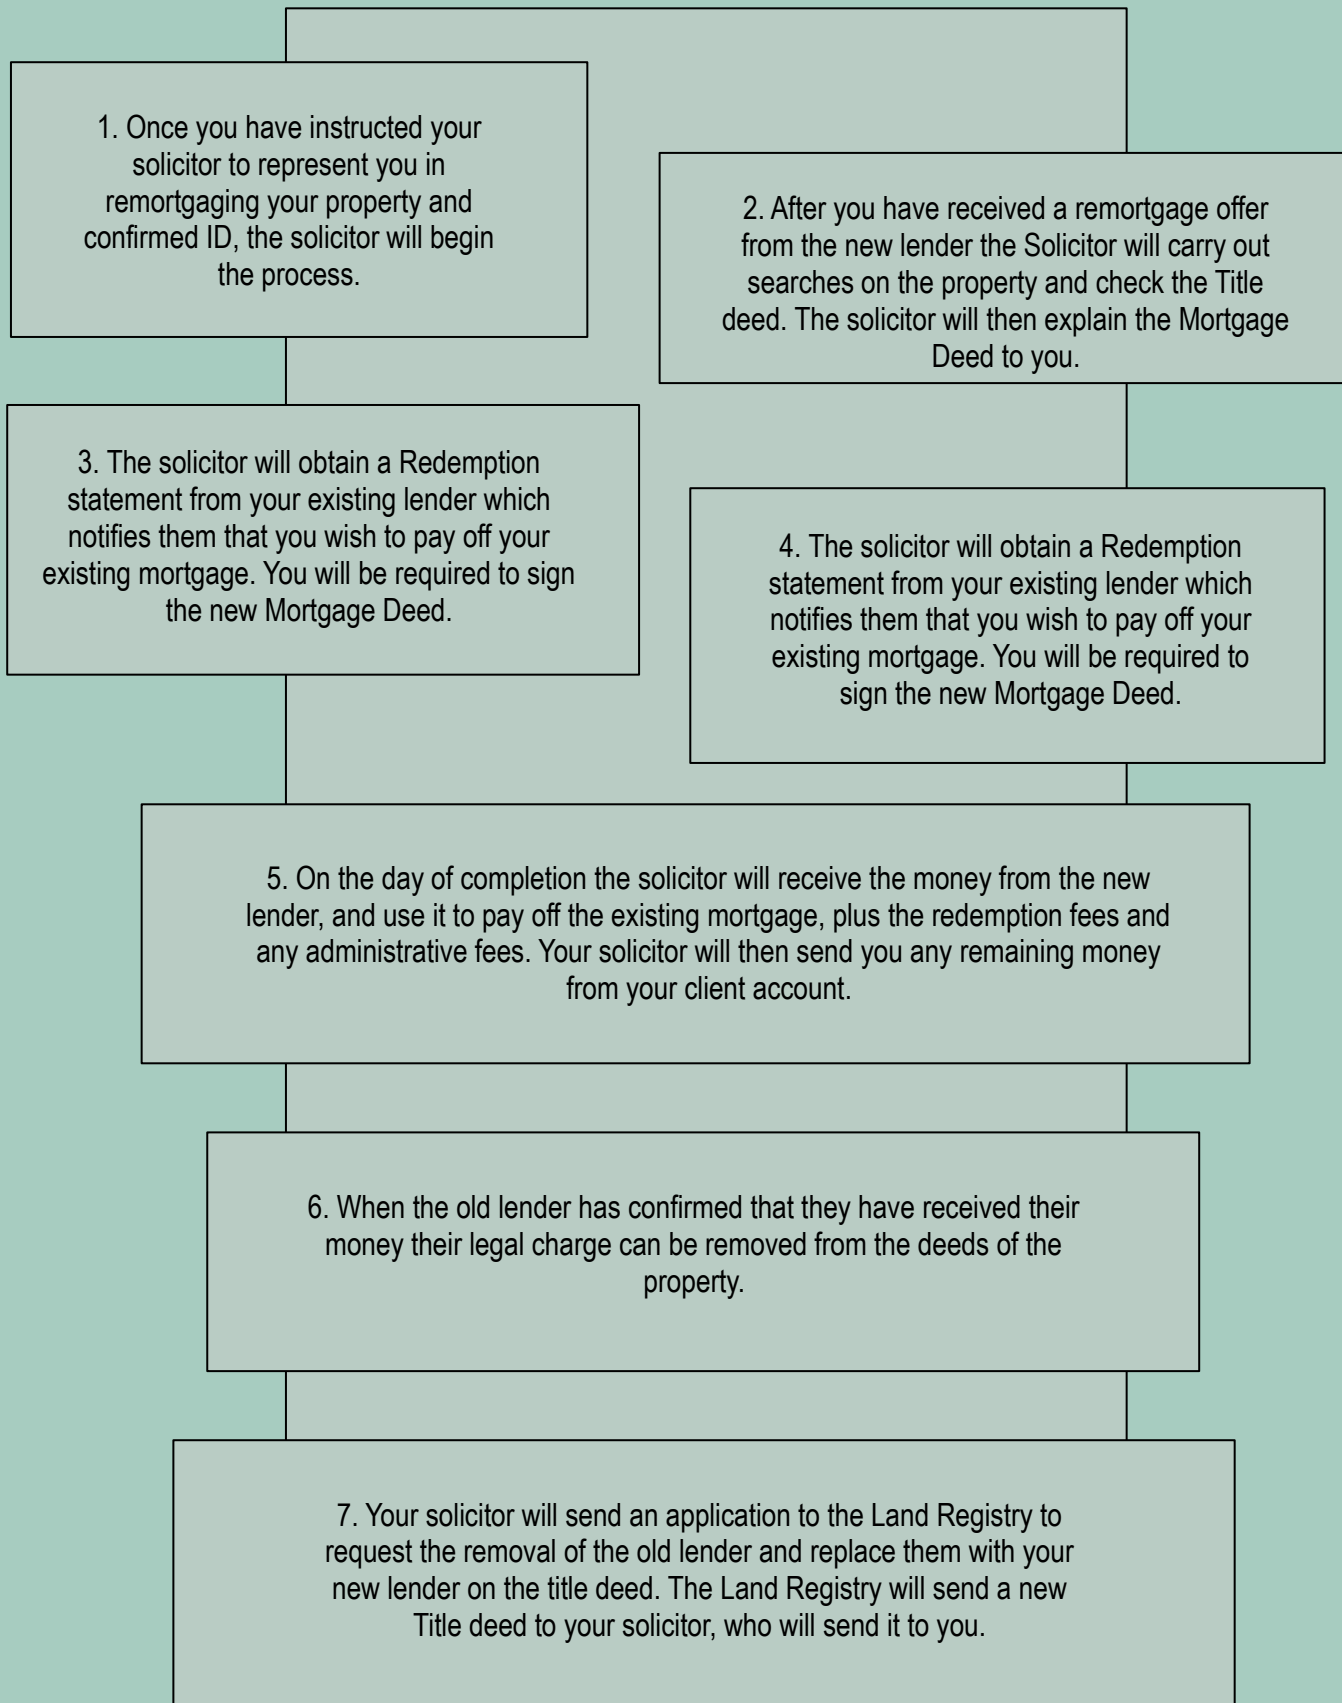 1. Once you have instructed your
solicitor to represent you in
remortgaging your property and
confirmed ID, the solicitor will begin
the process.
2. After you have received a remortgage offer
from the new lender the Solicitor will carry out
searches on the property and check the Title
deed. The solicitor will then explain the Mortgage
Deed to you.
3. The solicitor will obtain a Redemption
statement from your existing lender which
notifies them that you wish to pay off your
existing mortgage. You will be required to sign
the new Mortgage Deed.
4. The solicitor will obtain a Redemption
statement from your existing lender which
notifies them that you wish to pay off your
existing mortgage. You will be required to
sign the new Mortgage Deed.
5. On the day of completion the solicitor will receive the money from the new
lender, and use it to pay off the existing mortgage, plus the redemption fees and
any administrative fees. Your solicitor will then send you any remaining money
from your client account.
6. When the old lender has confirmed that they have received their
money their legal charge can be removed from the deeds of the
property.
7. Your solicitor will send an application to the Land Registry to
request the removal of the old lender and replace them with your
new lender on the title deed. The Land Registry will send a new
Title deed to your solicitor, who will send it to you.